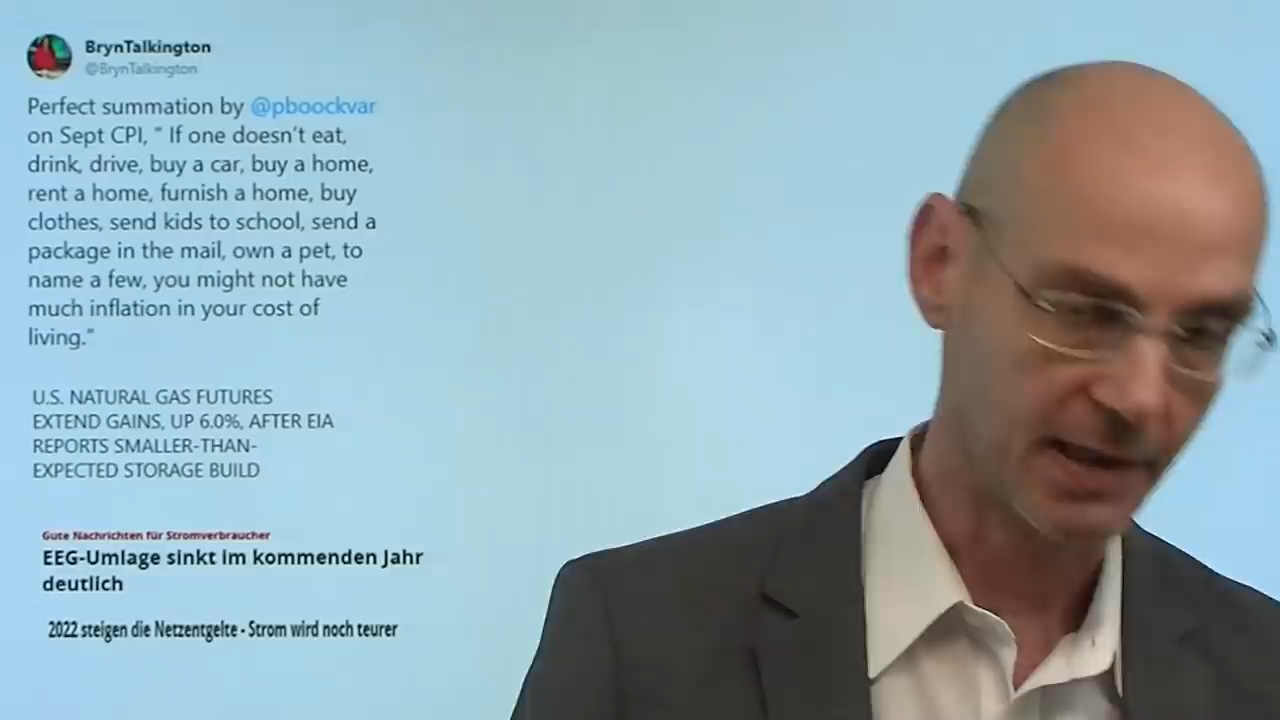 BrynTalkington
@BrynTalkington
Perfect summation by @pboockvar
on Sept CPI, " If one doesn't eat,
drink, drive, buy a car, buy a home,
rent a home, furnish a home, buy
clothes, send kids to school, send a
package in the mail, own a pet, to
name a few, you might not have
much inflation in your cost of
living."
U.S. NATURAL GAS FUTURES
EXTEND GAINS, UP 6.0%, AFTER EIA
REPORTS SMALLER-THAN-
EXPECTED STORAGE BUILD
Gute Nachrichten für Stromverbraucher
EEG-Umlage sinkt im kommenden Jahr
deutlich
2022 steigen die Netzentgelte - Strom wird noch teurer